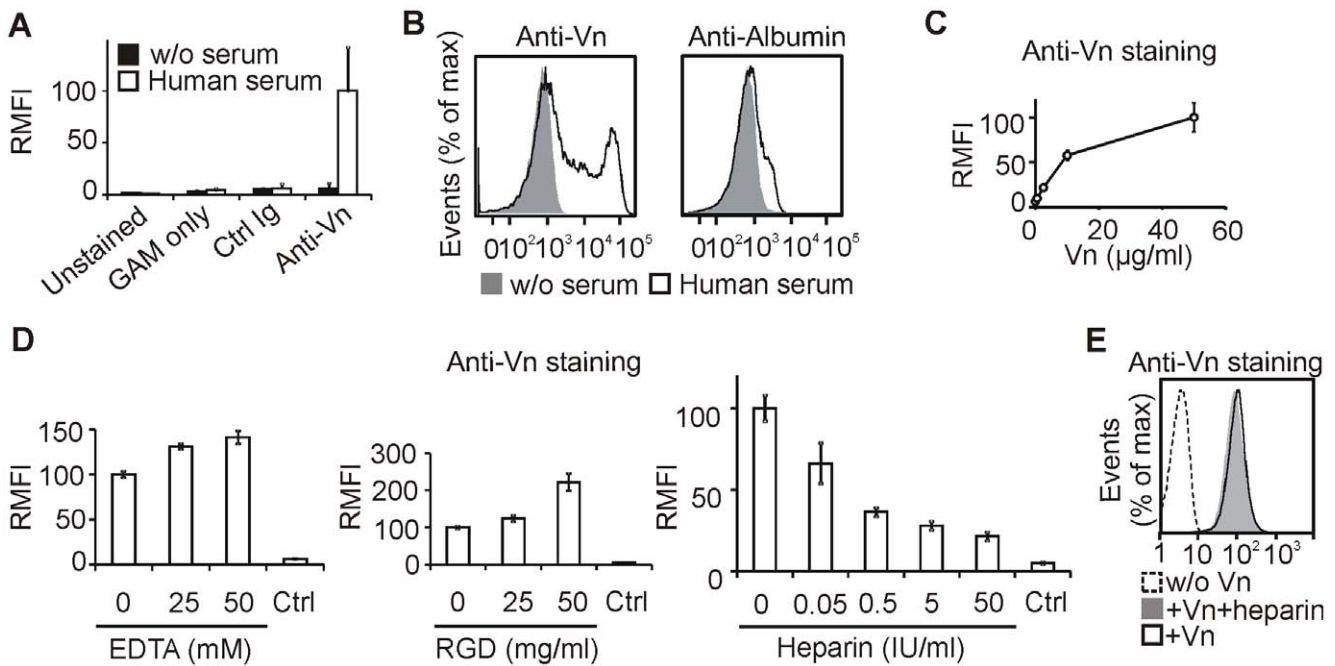 A
w/o serum
Human serum
RMFI
100
50
0
Unstained
GAM only
Ctrl Ig
Anti-Vn
B
Anti-Vn
Anti-Albumin
Events (% of max)
010² 10³ 10⁴ 10⁵
010² 10³ 10⁴ 10⁵
w/o serum Human serum
C
Anti-Vn staining
RMFI
100
50
0
0 20 40 60
Vn (µg/ml)
D
Anti-Vn staining
RMFI
150
100
50
0
0 25 50 Ctrl
EDTA (mM)
RMFI
300
200
100
0
0 25 50 Ctrl
RGD (mg/ml)
RMFI
100
50
0
0 0.05 0.5 5 50 Ctrl
Heparin (IU/ml)
E
Anti-Vn staining
Events
(% of max)
1 10 10² 10³
w/o Vn
+Vn+heparin
+Vn